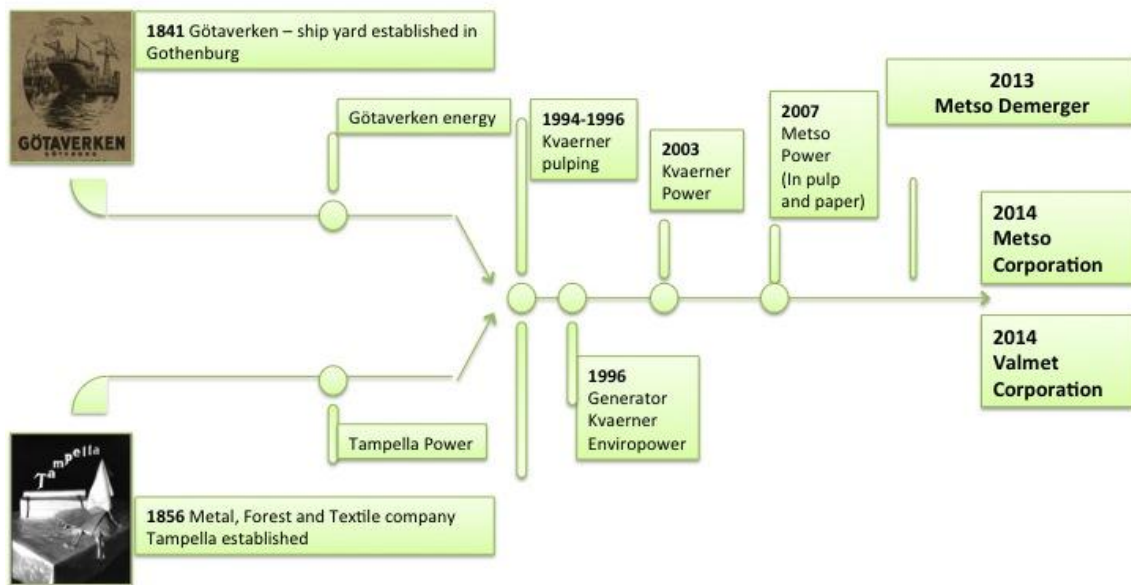 1841 Götaverken – ship yard established in
Gothenburg
GÖTAVERKEN
GÖTEBORG
Götaverken energy
1994-1996
Kvaerner
pulping
2003
Kvaerner
Power
2007
Metso
Power
(In pulp
and paper)
2013
Metso Demerger
2014
Metso
Corporation
2014
Valmet
Corporation
1996
Generator
Kvaerner
Enviropower
Tampella Power
Tampella
1856 Metal, Forest and Textile company
Tampella established